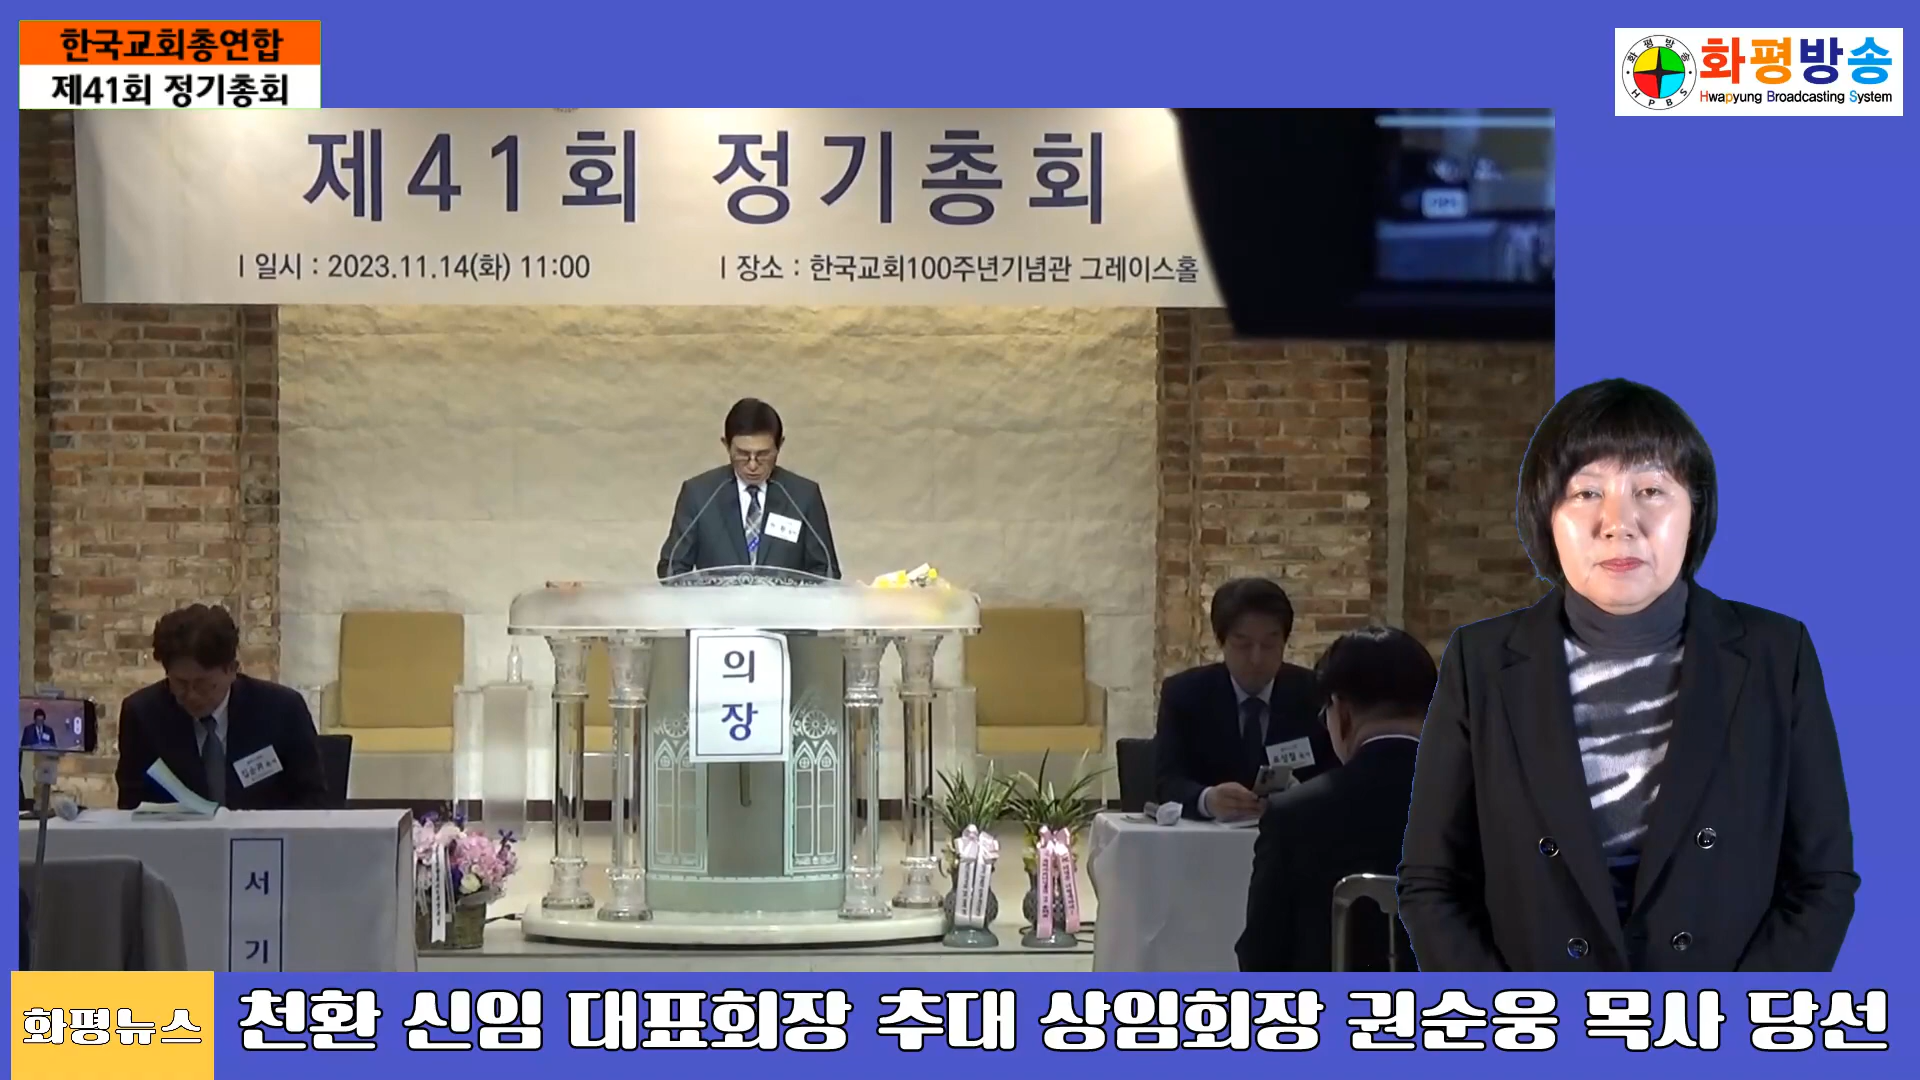 한국교회총연합
제41회 정기총회
화평방송
HPBS
Hwapyung Broadcasting System
제41회 정기총회
일시 : 2023.11.14(화) 11:00
장소 : 한국교회100주년기념관 그레이스홀
의장
서기
화평뉴스
천환 신임 대표회장 추대 상임회장 권순웅 목사 당선